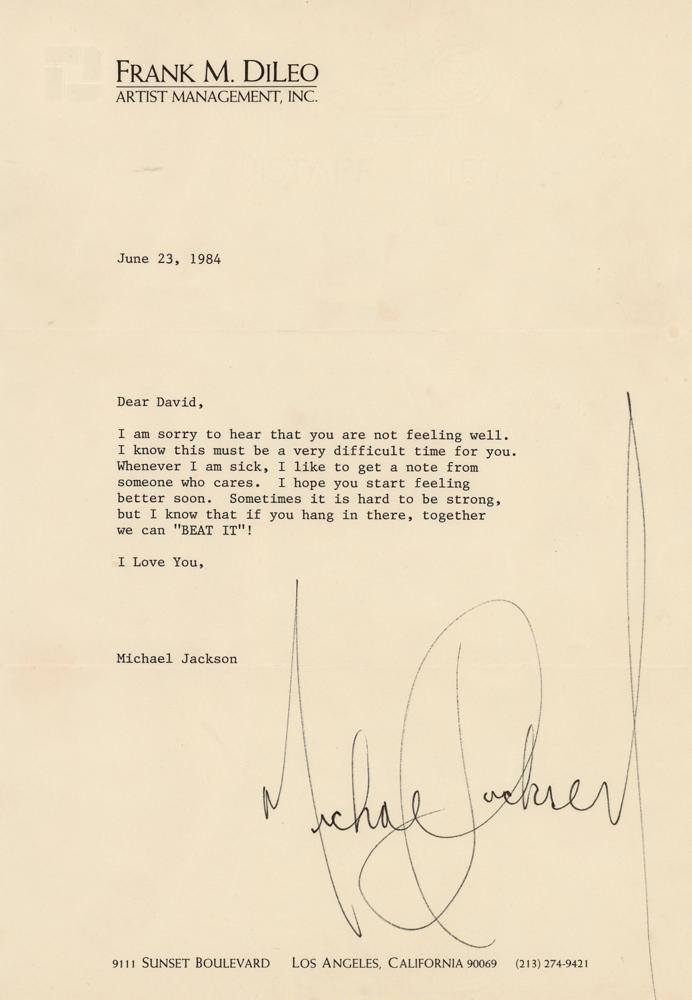 FRANK M. DILEO
ARTIST MANAGEMENT, INC.
June 23, 1984
Dear David,
I am sorry to hear that you are not feeling well.
I know this must be a very difficult time for you.
Whenever I am sick, I like to get a note from
someone who cares.  I hope you start feeling
better soon.  Sometimes it is hard to be strong,
but I know that if you hang in there, together
we can "BEAT IT"!
I Love You,
Michael Jackson
Michael Jackson
9111 SUNSET BOULEVARD LOS ANGELES, CALIFORNIA 90069 (213) 274-9421